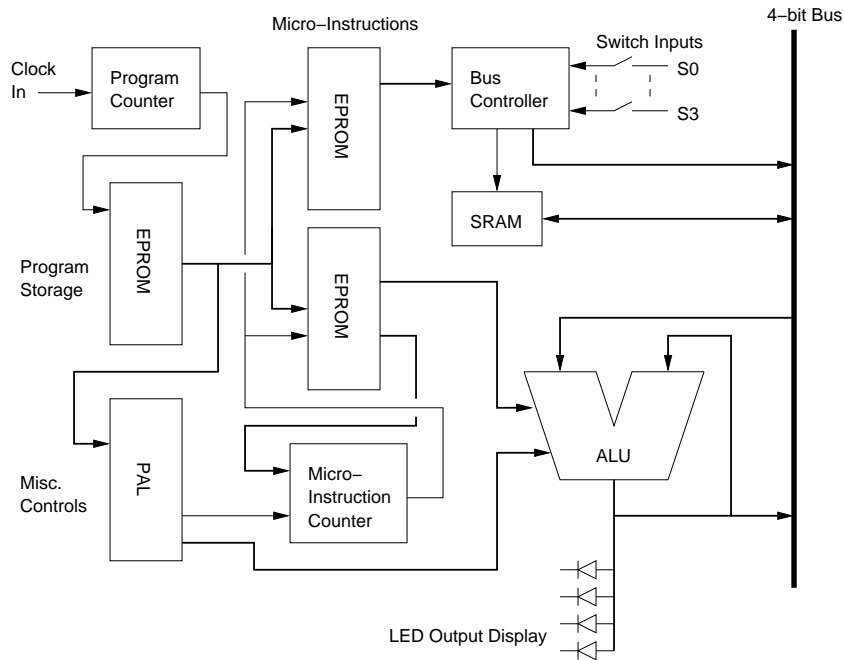 4−bit Bus
Micro−Instructions
Switch Inputs
Clock
In
Program
Counter
EPROM
Bus
Controller
S0
S3
SRAM
Program
Storage
EPROM
EPROM
Misc.
Controls
PAL
Micro−
Instruction
Counter
ALU
LED Output Display